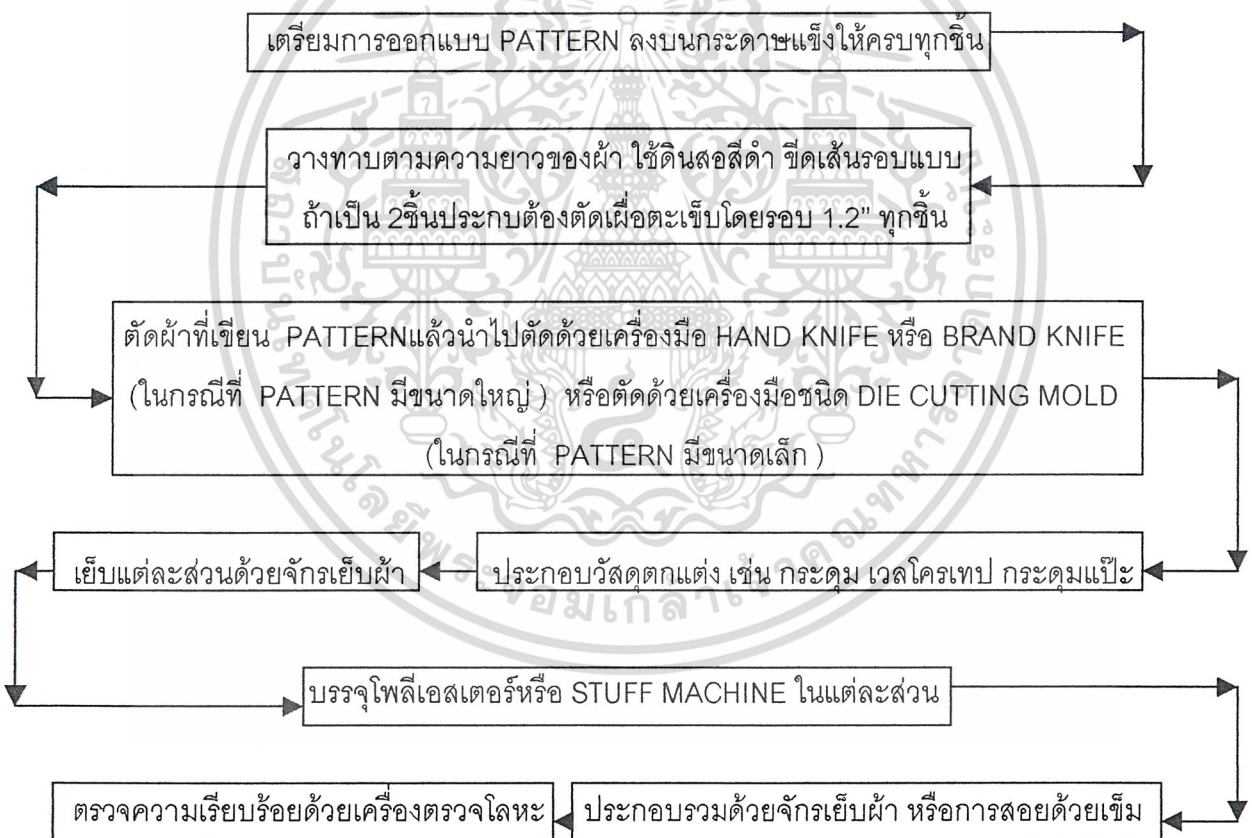 เตรียมการออกแบบ PATTERN ลงบนกระดาษแข็งให้ครบทุกชิ้น
วางทาบตามความยาวของผ้า ใช้ดินสอสีดำ ขีดเส้นรอบแบบ
ถ้าเป็น 2ชิ้นประกบต้องตัดเผื่อตะเข็บโดยรอบ 1.2" ทุกชิ้น
ตัดผ้าที่เขียน PATTERNแล้วนำไปตัดด้วยเครื่องมือ HAND KNIFE หรือ BRAND KNIFE
(ในกรณีที่ PATTERN มีขนาดใหญ่ ) หรือตัดด้วยเครื่องมือชนิด DIE CUTTING MOLD
(ในกรณีที่ PATTERN มีขนาดเล็ก )
ประกอบวัสดุตกแต่ง เช่น กระดุม เวลโครเทป กระดุมแป๊ะ
เย็บแต่ละส่วนด้วยจักรเย็บผ้า
บรรจุโพลีเอสเตอร์หรือ STUFF MACHINE ในแต่ละส่วน
ประกอบรวมด้วยจักรเย็บผ้า หรือการสอยด้วยเข็ม
ตรวจความเรียบร้อยด้วยเครื่องตรวจโลหะ